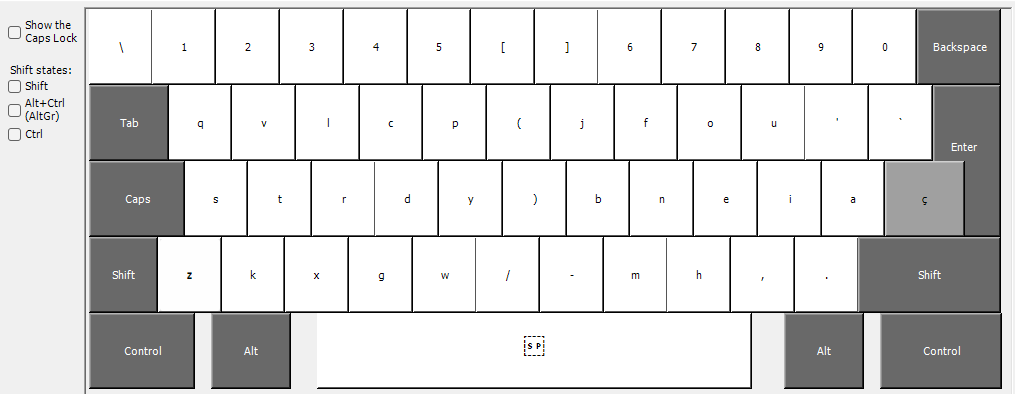 Show the
Caps Lock
Shift states:
Shift
Alt+Ctrl
(AltGr)
Ctrl
\ 1 2 3 4 5 [ ] 6 7 8 9 0 Backspace
Tab q v l c p ( j f o u ' ` Enter
Caps s t r d y ) b n e i a ç
Shift z k x g w / - m h , . Shift
Control Alt SP Alt Control